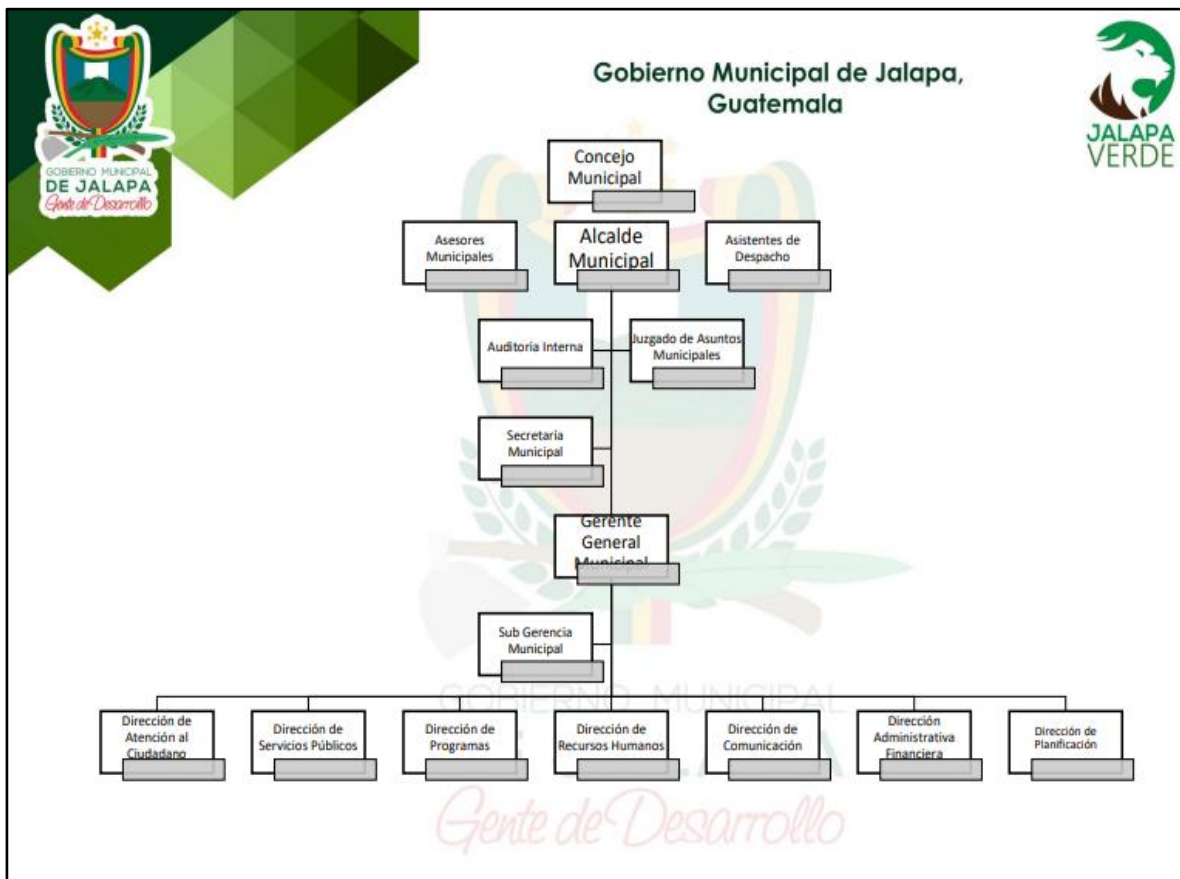 Gobierno Municipal de Jalapa,
Guatemala
GOBIERNO MUNICIPAL
DE JALAPA
Gente de Desarrollo
JALAPA
VERDE
Concejo
Municipal
Asesores
Municipales
Alcalde
Municipal
Asistentes de
Despacho
Auditoria Interna
Juzgado de Asuntos
Municipales
Secretaria
Municipal
Gerente
General
Municipal
Sub Gerencia
Municipal
GOBIERNO MUNICIPAL
Dirección de
Atención al
Ciudadano
Dirección de
Servicios Públicos
Dirección de
Programas
Dirección de
Recursos Humanos
Dirección de
Comunicación
Dirección
Administrativa
Financiera
Dirección de
Planificación
Gente de Desarrollo